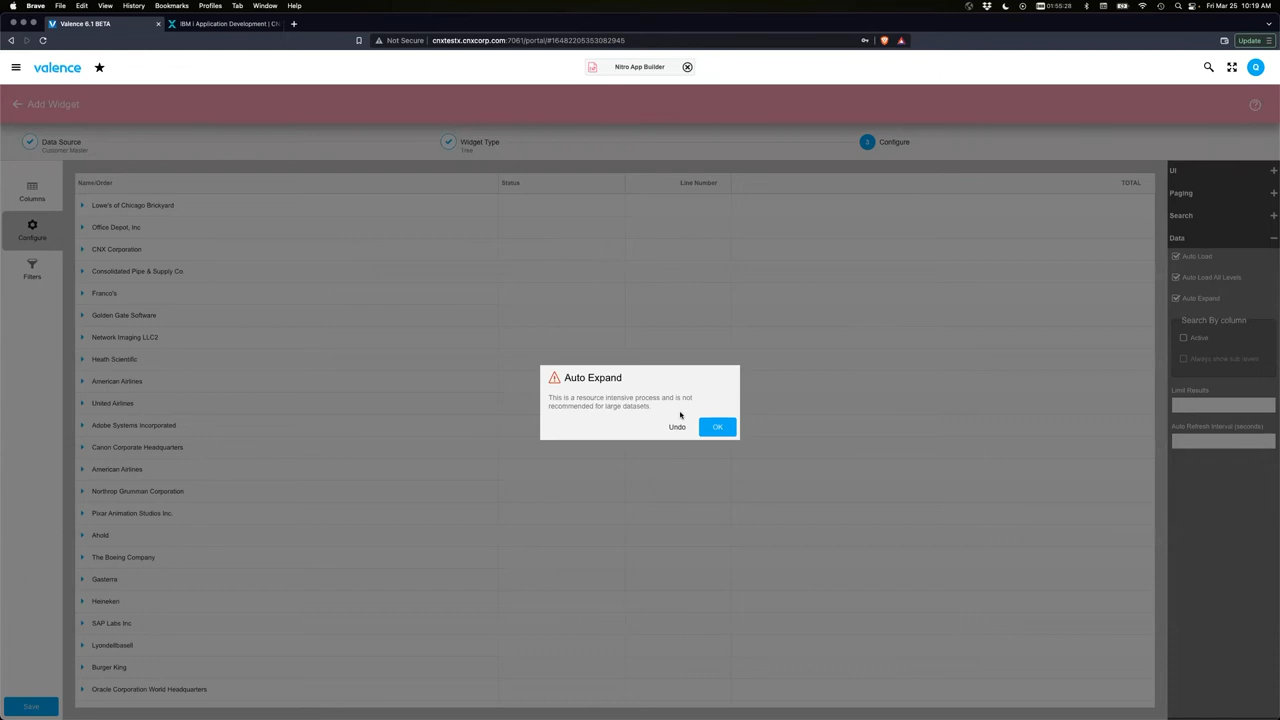 Brave File Edit View History Bookmarks Profiles Tab Window Help
01:55:28
Fri Mar 25 10:19 AM
Valence 6.1 BETA
IBM i Application Development | CN
Not Secure cnxtestx.cnxcorp.com:7061/portal/#16482205353082945
Update
valence
Nitro App Builder
Q
Add Widget
Data Source
Customer Master
Widget Type
Tree
3
Configure
Columns
Configure
Filters
Name/Order Status Line Number TOTAL
Lowe's of Chicago Brickyard
Office Depot, Inc
CNX Corporation
Consolidated Pipe & Supply Co.
Franco's
Golden Gate Software
Network Imaging LLC2
Heath Scientific
American Airlines
United Airlines
Adobe Systems Incorporated
Canon Corporate Headquarters
American Airlines
Northrop Grumman Corporation
Pixar Animation Studios Inc.
Ahold
The Boeing Company
Gasterra
Heineken
SAP Labs Inc
Lyondellbasell
Burger King
Oracle Corporation World Headquarters
Auto Expand
This is a resource intensive process and is not
recommended for large datasets.
Undo OK
UI
Paging
Search
Data
Auto Load
Auto Load All Levels
Auto Expand
Search By column
Active
Always show sub levels
Limit Results
Auto Refresh Interval (seconds)
Save